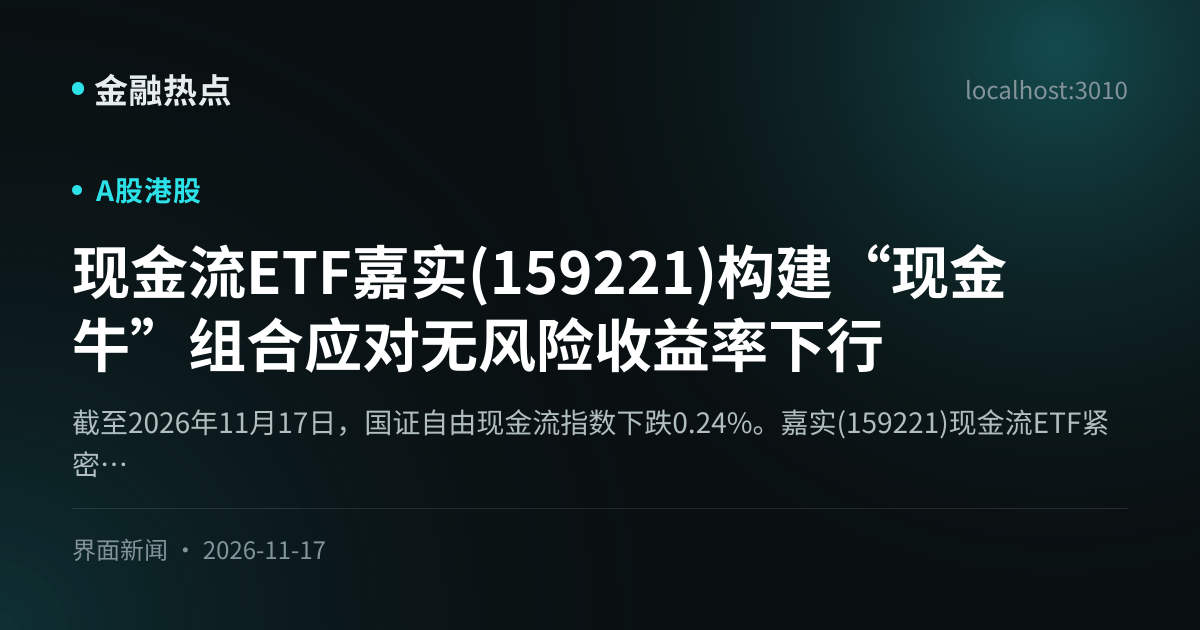 金融热点
localhost:3010
A股港股
现金流ETF嘉实(159221)构建“现金
牛”组合应对无风险收益率下行
截至2026年11月17日，国证自由现金流指数下跌0.24%。嘉实(159221)现金流ETF紧
密…
界面新闻 · 2026-11-17